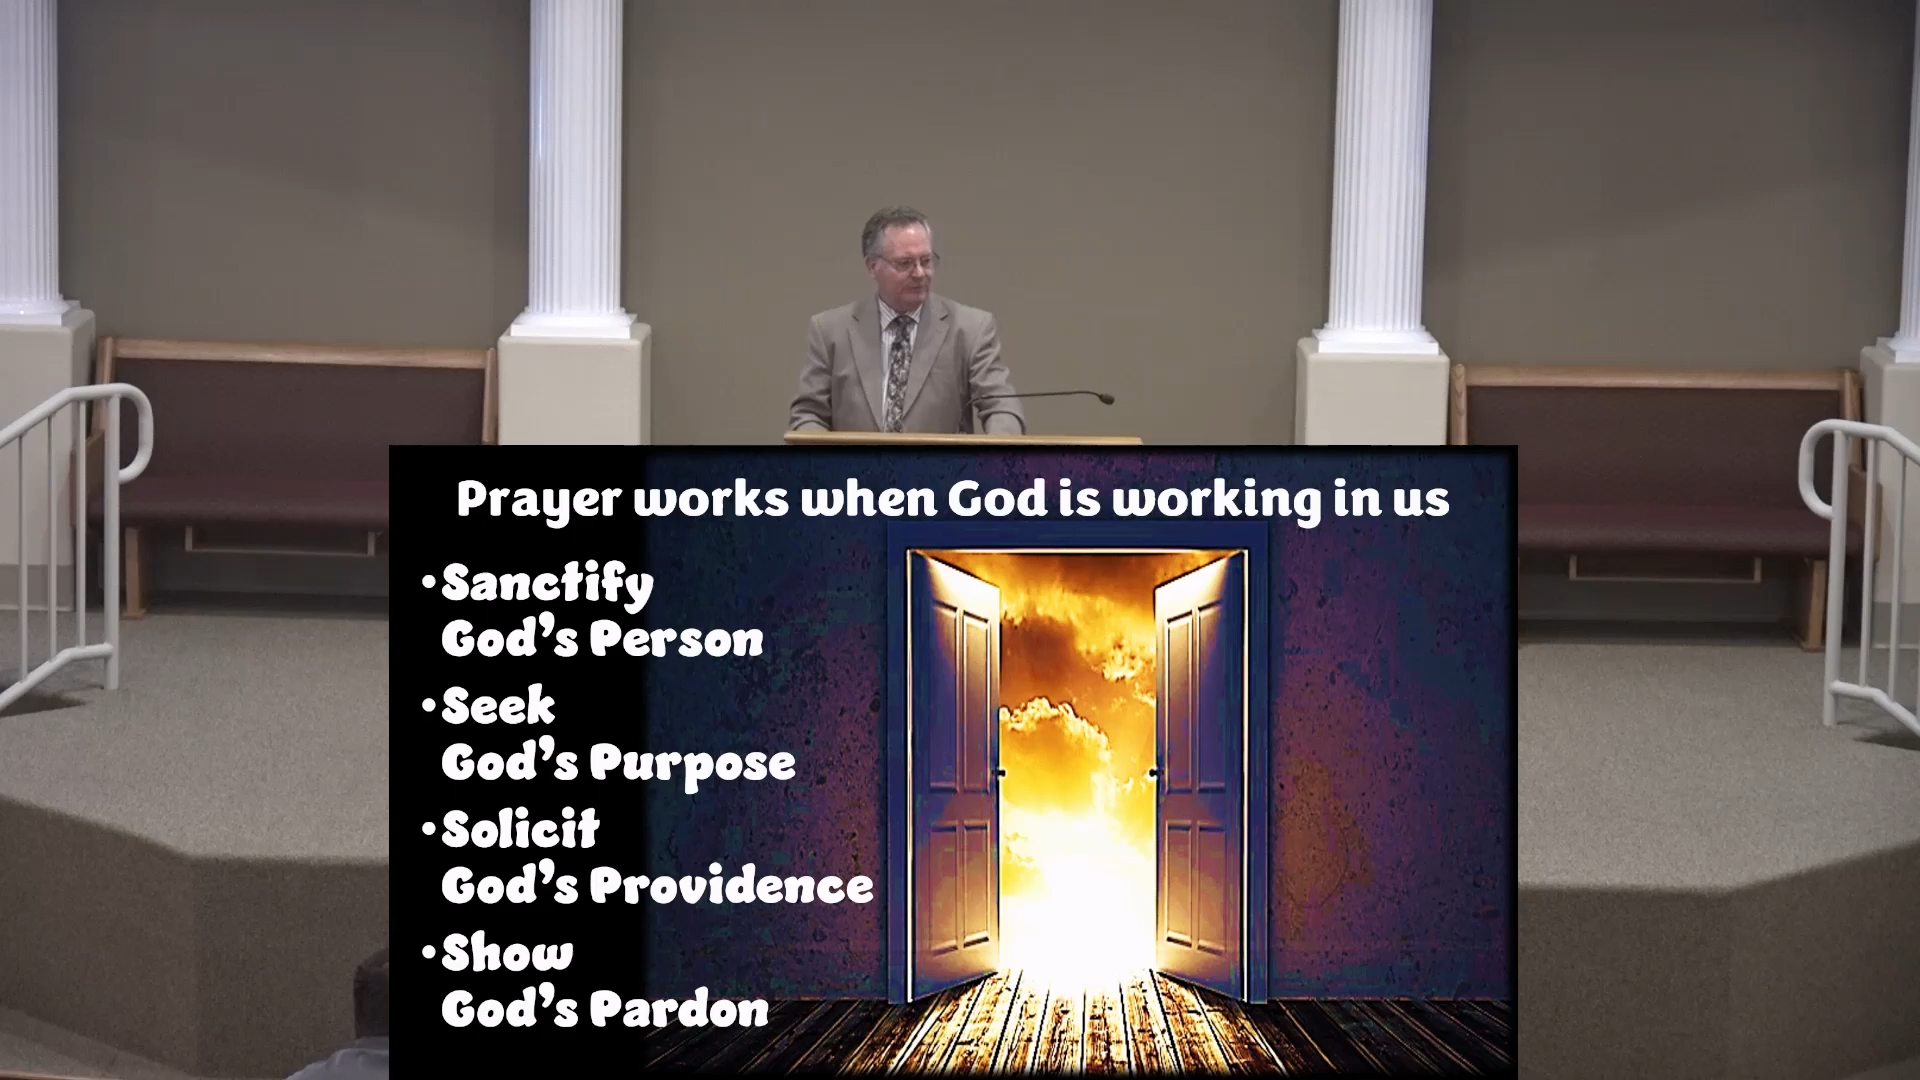 Prayer works when God is working in us
•Sanctify
God's Person
•Seek
God's Purpose
•Solicit
God's Providence
•Show
God's Pardon